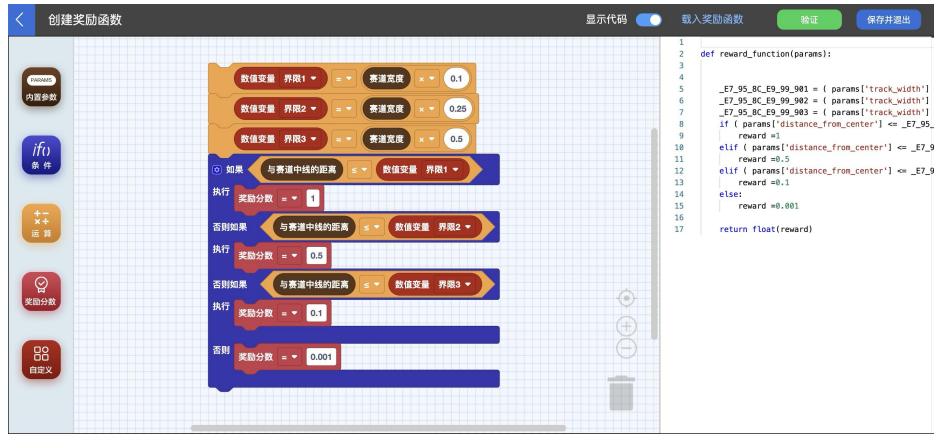 创建奖励函数
显示代码
载入奖励函数
验证
保存并退出
PARAMS
内置参数
if()
条 件
运 算
奖励分数
自定义
数值变量 界限1 = 赛道宽度 × 0.1
数值变量 界限2 = 赛道宽度 × 0.25
数值变量 界限3 = 赛道宽度 × 0.5
如果 与赛道中线的距离 ≤ 数值变量 界限1
执行 奖励分数 = 1
否则如果 与赛道中线的距离 ≤ 数值变量 界限2
执行 奖励分数 = 0.5
否则如果 与赛道中线的距离 ≤ 数值变量 界限3
执行 奖励分数 = 0.1
否则 奖励分数 = 0.001
1
2 def reward_function(params):
3
4
5 _E7_95_8C_E9_99_901 = ( params['track_width']
6 _E7_95_8C_E9_99_902 = ( params['track_width']
7 _E7_95_8C_E9_99_903 = ( params['track_width']
8 if ( params['distance_from_center'] <= _E7_95_
9 reward =1
10 elif ( params['distance_from_center'] <= _E7_9
11 reward =0.5
12 elif ( params['distance_from_center'] <= _E7_9
13 reward =0.1
14 else:
15 reward =0.001
16
17 return float(reward)